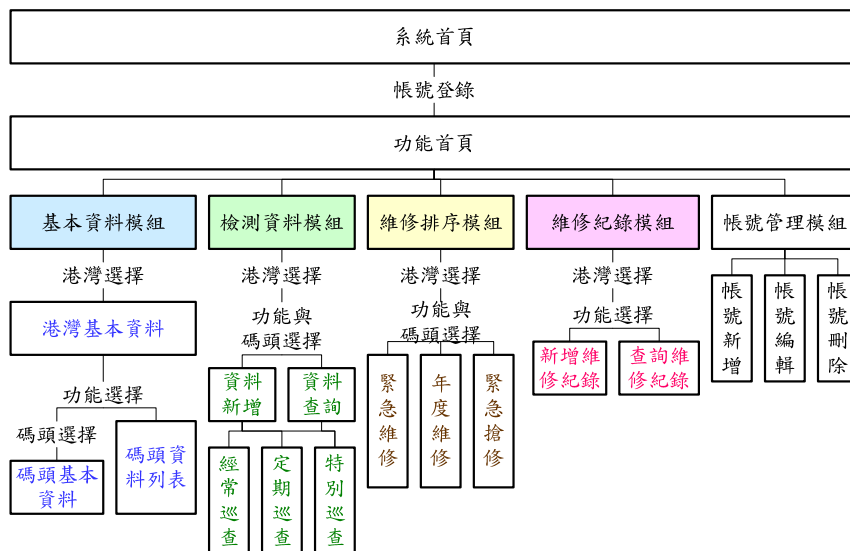 系統首頁
帳號登錄
功能首頁
基本資料模組
檢測資料模組
維修排序模組
維修紀錄模組
帳號管理模組
港灣選擇
港灣選擇
港灣選擇
港灣選擇
港灣基本資料
功能與
碼頭選擇
功能與
碼頭選擇
功能選擇
帳號新增
帳號編輯
帳號刪除
新增維
修紀錄
查詢維
修紀錄
功能選擇
資料
新增
資料
查詢
緊急維修
年度維修
緊急搶修
碼頭選擇
碼頭基本
資料
碼頭資
料列表
經常巡查
定期巡查
特別巡查